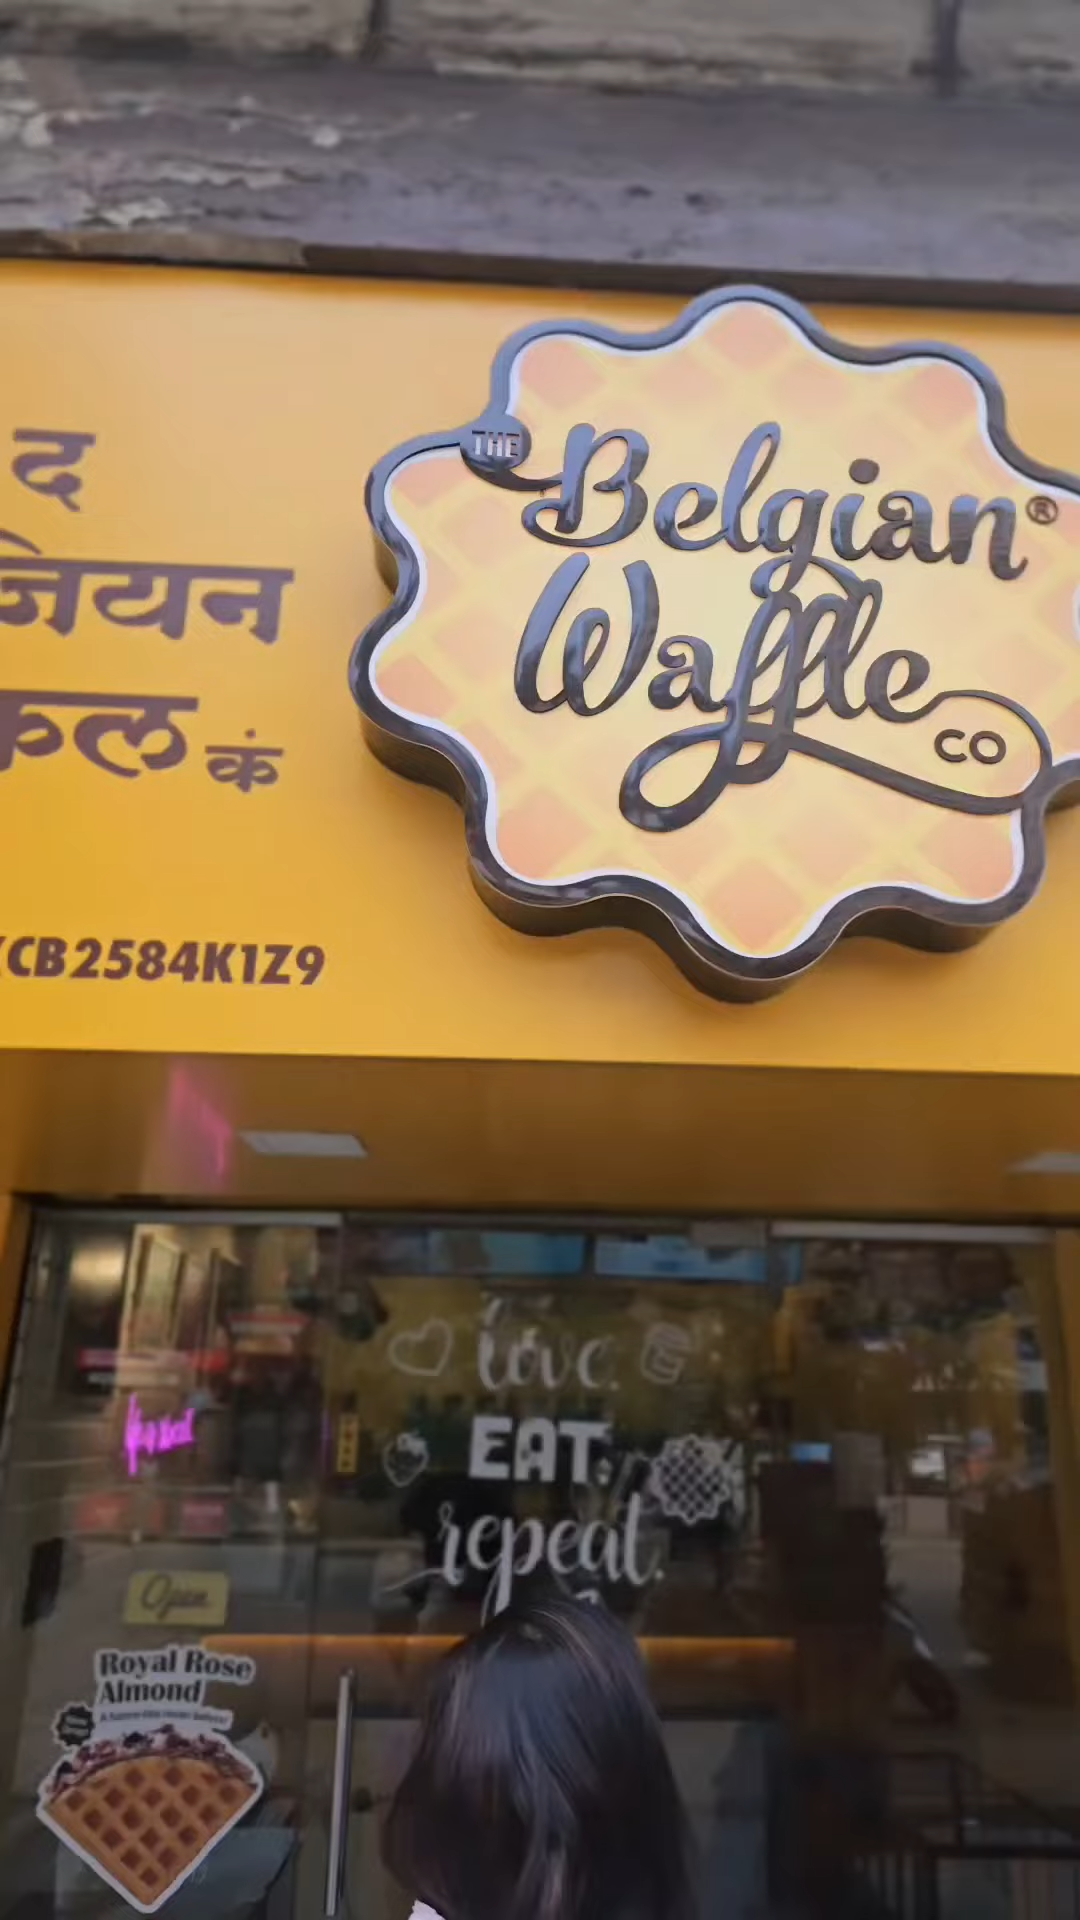 द
जियन
फल कं
CB2584K1Z9
THE
Belgian®
Waffle
CO
love.
EAT.
repeat.
Open
Royal Rose
Almond